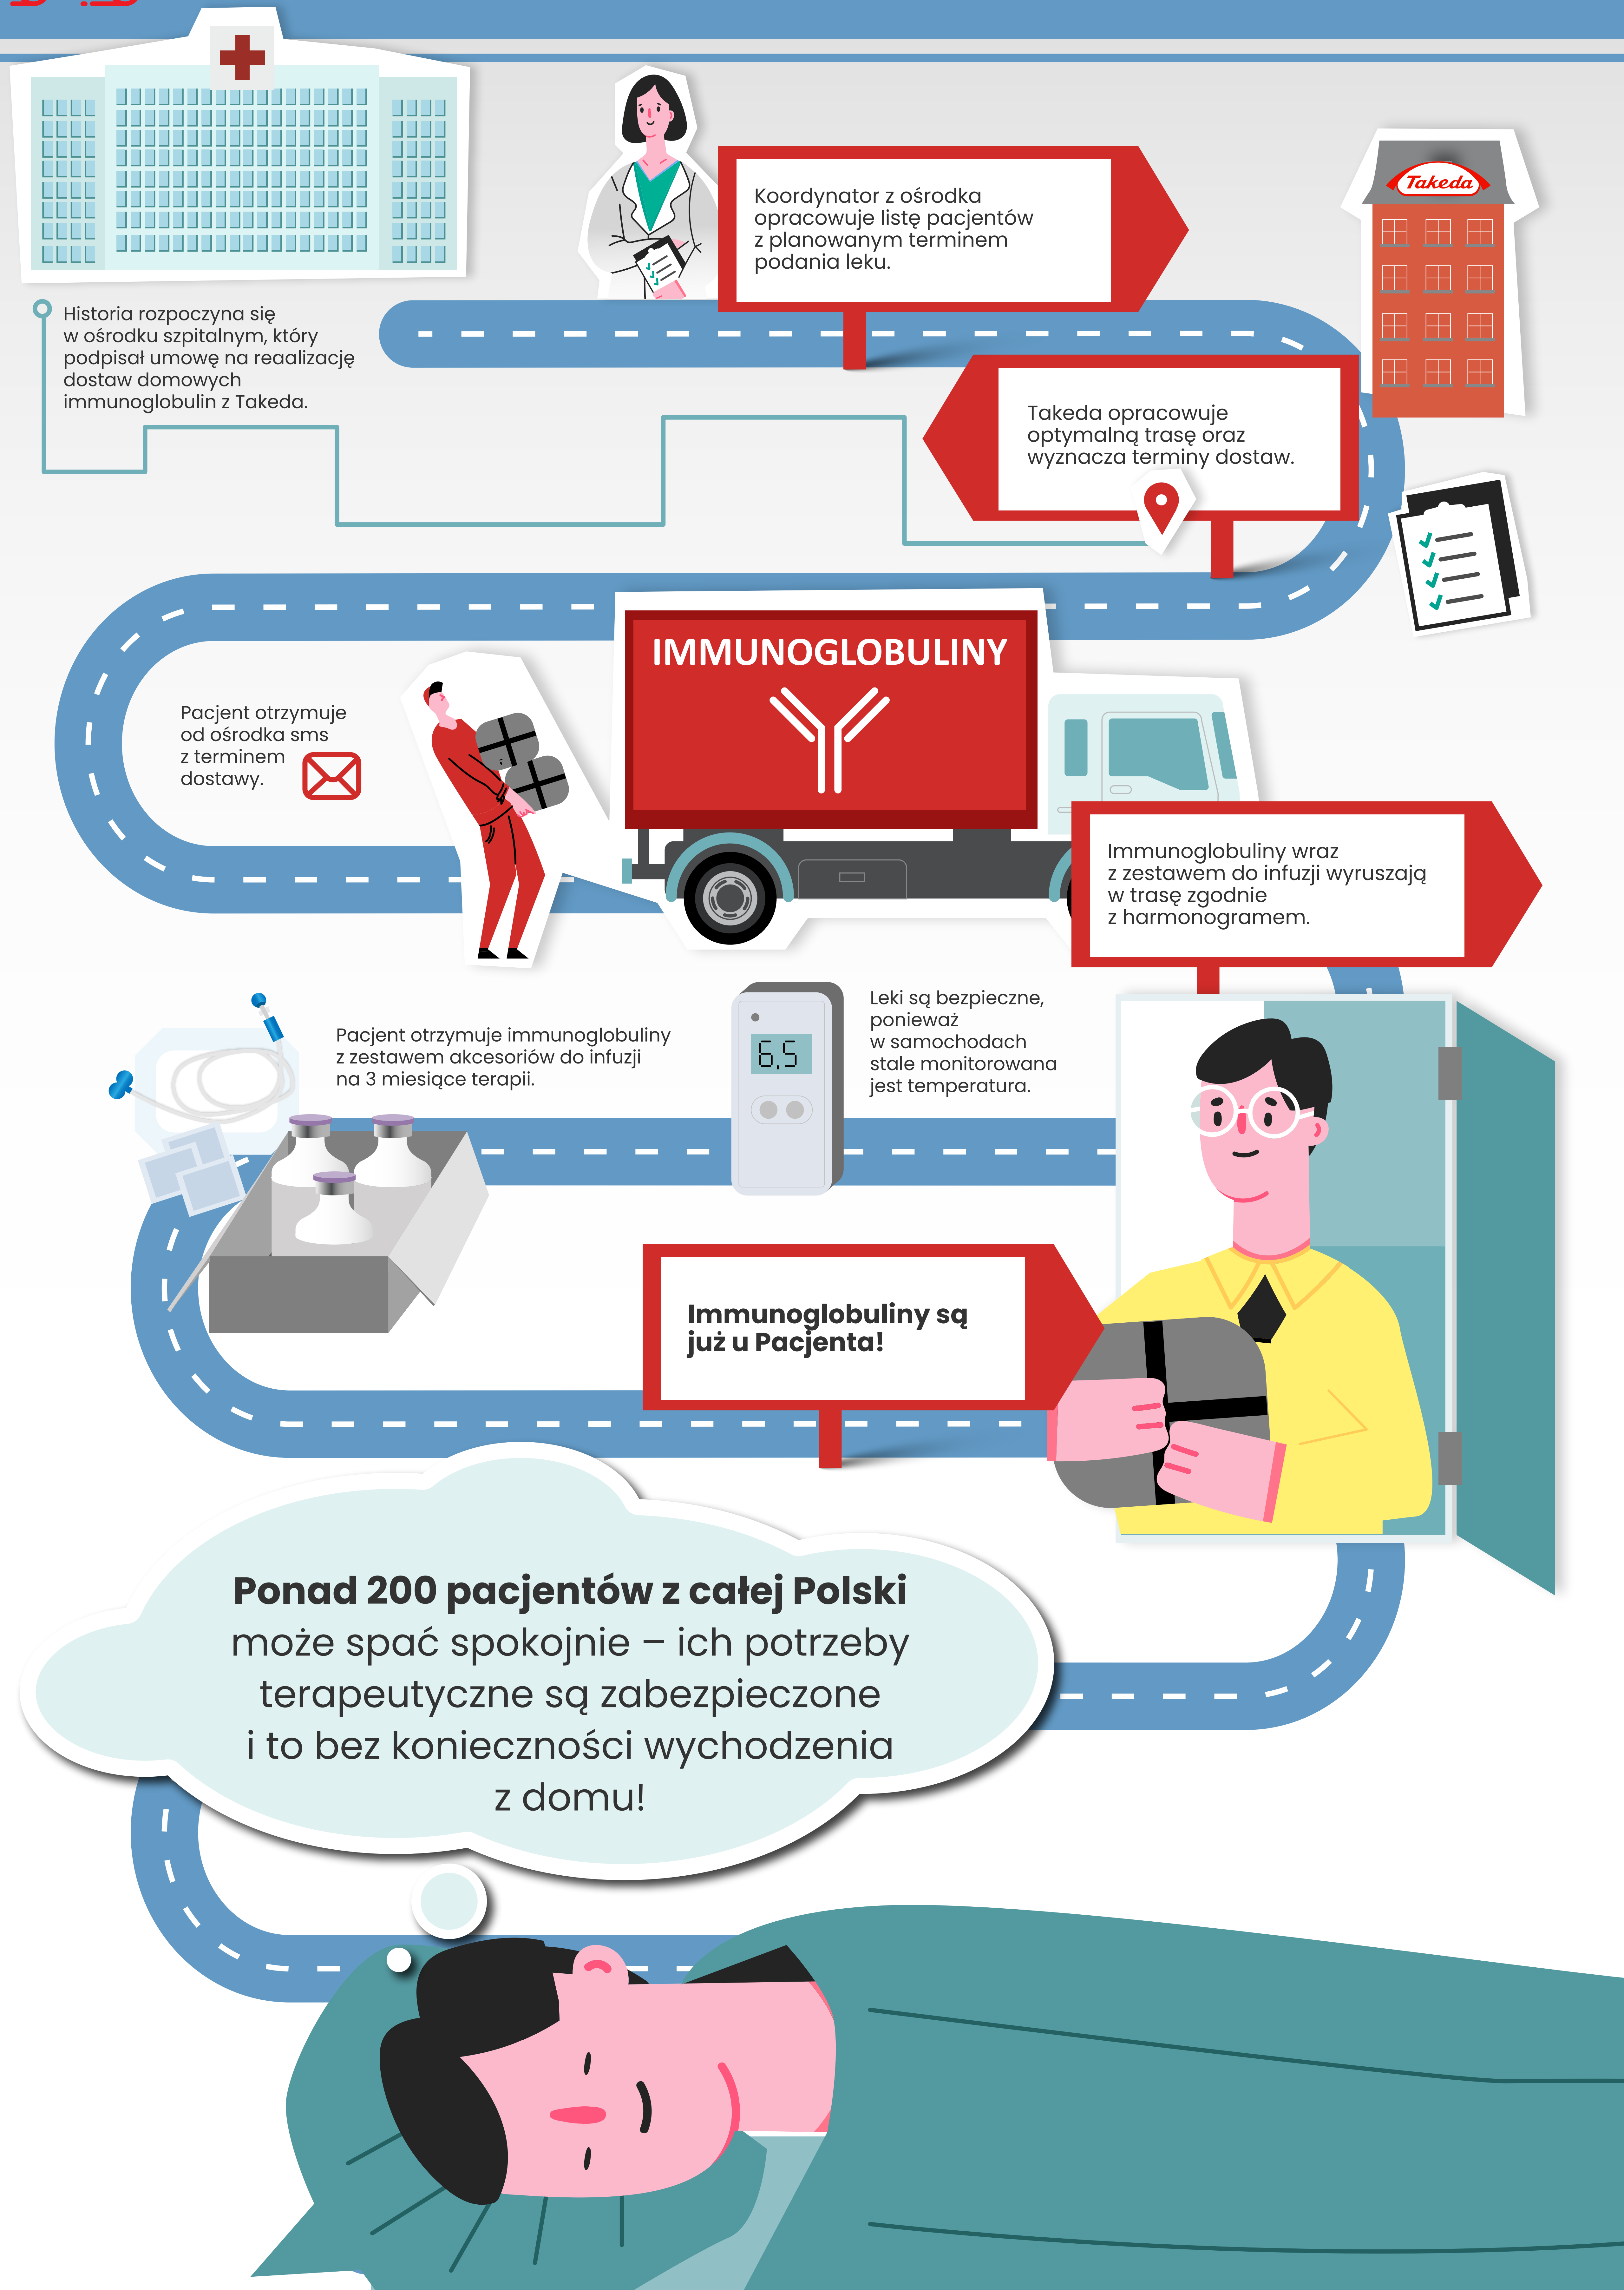 Koordynator z ośrodka
opracowuje listę pacjentów
z planowanym terminem
podania leku.
Takeda
Historia rozpoczyna się
w ośrodku szpitalnym, który
podpisał umowę na reaalizację
dostaw domowych
immunoglobulin z Takeda.
Takeda opracowuje
optymalną trasę oraz
wyznacza terminy dostaw.
IMMUNOGLOBULINY
Pacjent otrzymuje
od ośrodka sms
z terminem
dostawy.
Immunoglobuliny wraz
z zestawem do infuzji wyruszają
w trasę zgodnie
z harmonogramem.
Pacjent otrzymuje immunoglobuliny
z zestawem akcesoriów do infuzji
na 3 miesiące terapii.
6,5
Leki są bezpieczne,
ponieważ
w samochodach
stale monitorowana
jest temperatura.
Immunoglobuliny są
już u Pacjenta!
Ponad 200 pacjentów z całej Polski
może spać spokojnie – ich potrzeby
terapeutyczne są zabezpieczone
i to bez konieczności wychodzenia
z domu!